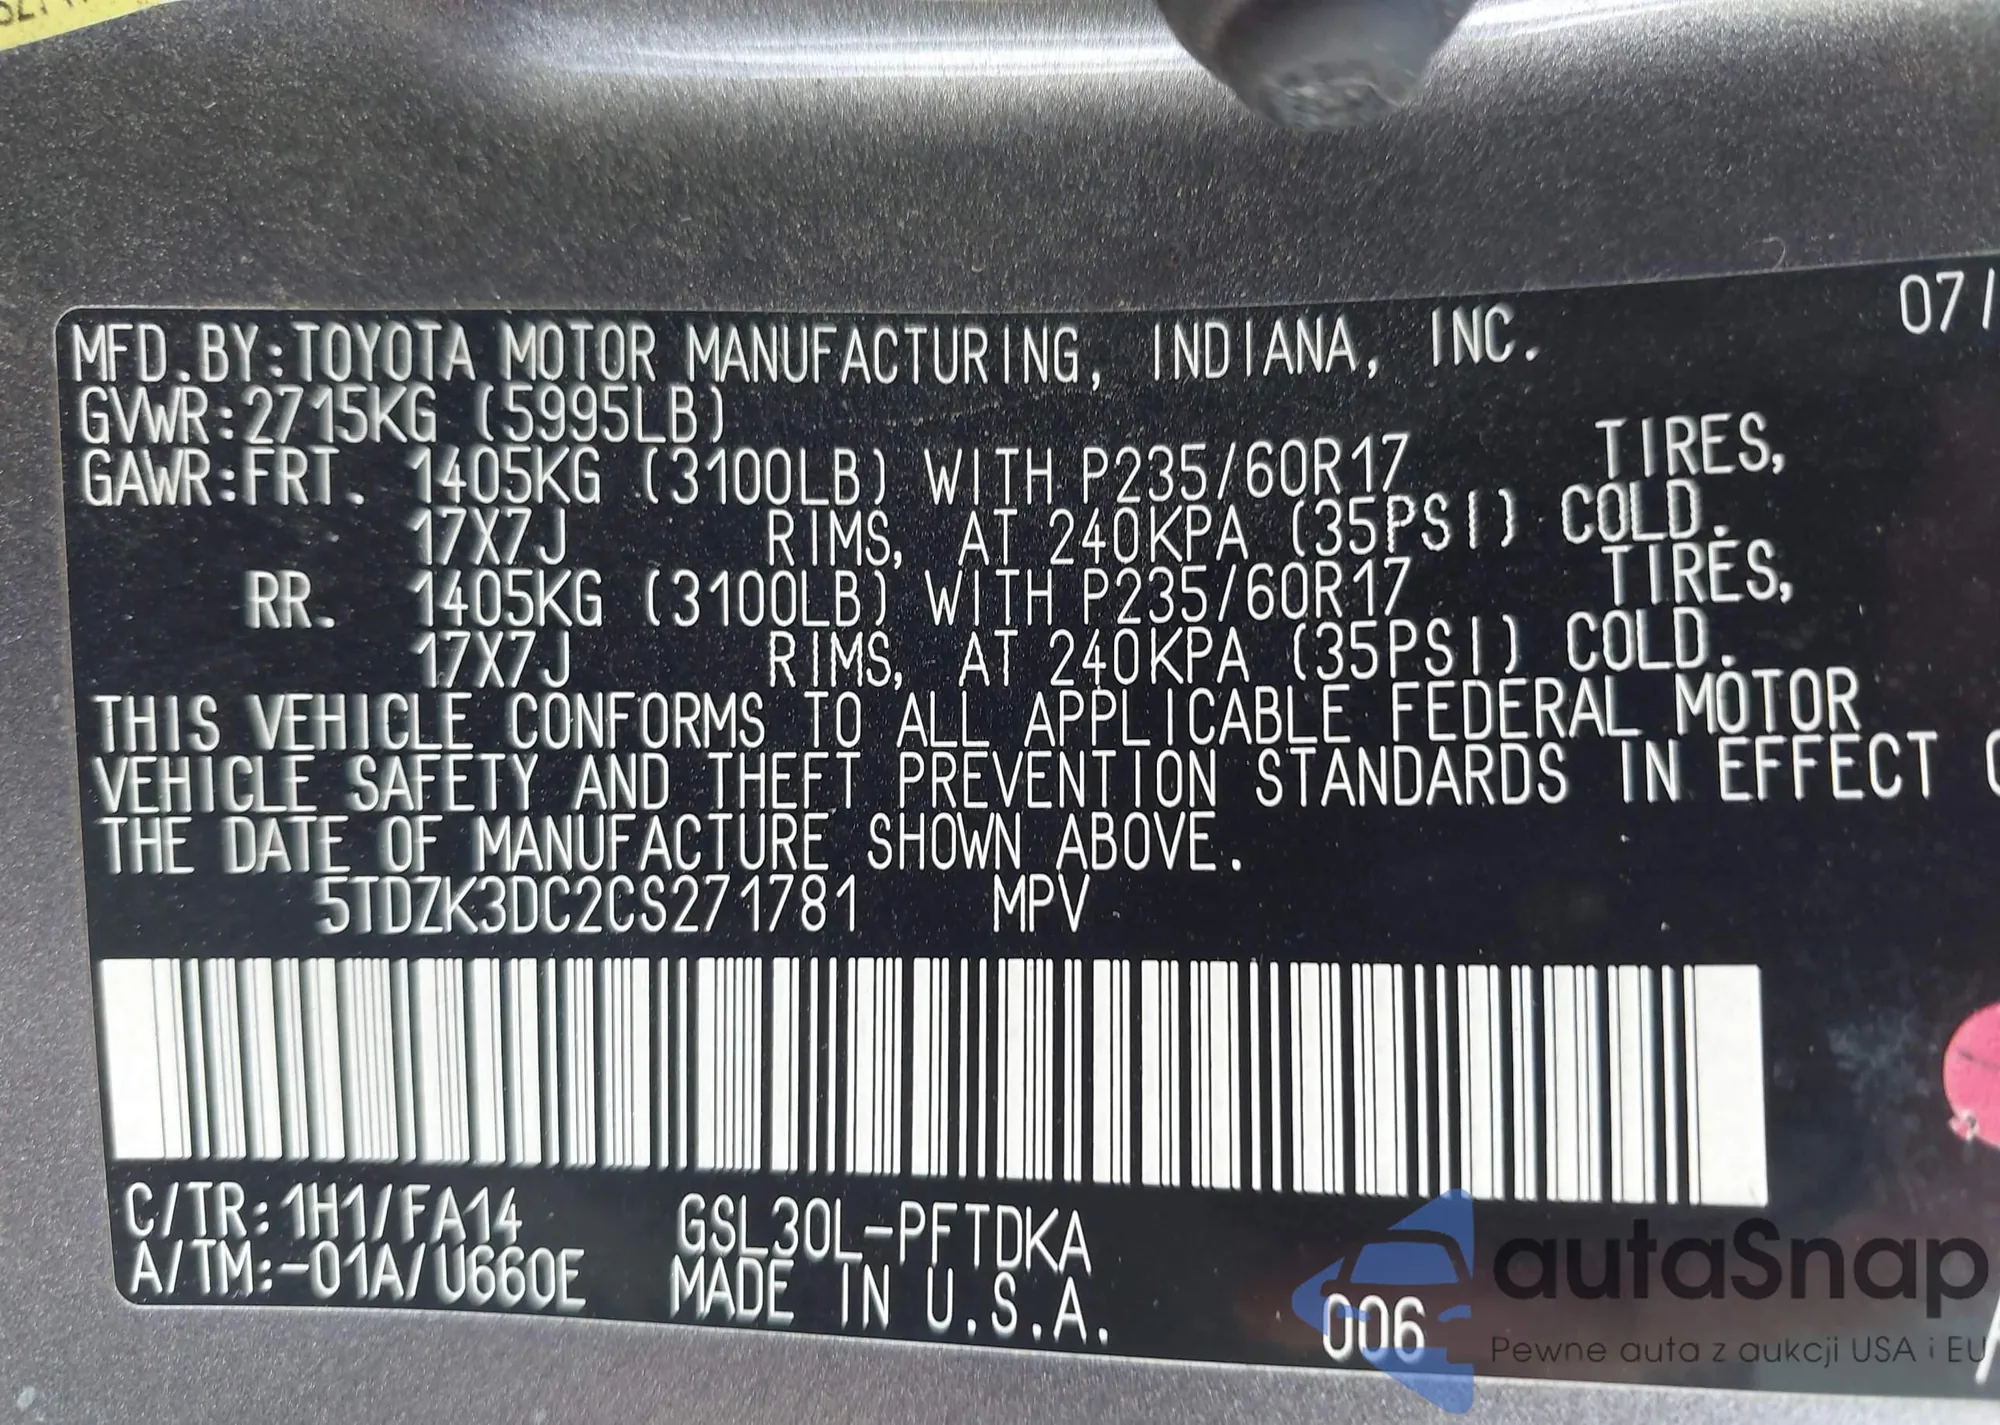 07/
MFD.BY:TOYOTA MOTOR MANUFACTURING, INDIANA, INC.
GVWR:2715KG (5995LB)
GAWR:FRT. 1405KG (3100LB) WITH P235/60R17 TIRES,
17X7J RIMS, AT 240KPA (35PSI) COLD.
RR. 1405KG (3100LB) WITH P235/60R17 TIRES,
17X7J RIMS, AT 240KPA (35PSI) COLD.
THIS VEHICLE CONFORMS TO ALL APPLICABLE FEDERAL MOTOR
VEHICLE SAFETY AND THEFT PREVENTION STANDARDS IN EFFECT
THE DATE OF MANUFACTURE SHOWN ABOVE.
5TDZK3DC2CS271781 MPV
C/TR:1H1/FA14 GSL30L-PFTDKA
A/TM:-01A/U660E MADE IN U.S.A.
006
autaSnap
Pewne auta z aukcji USA i EU